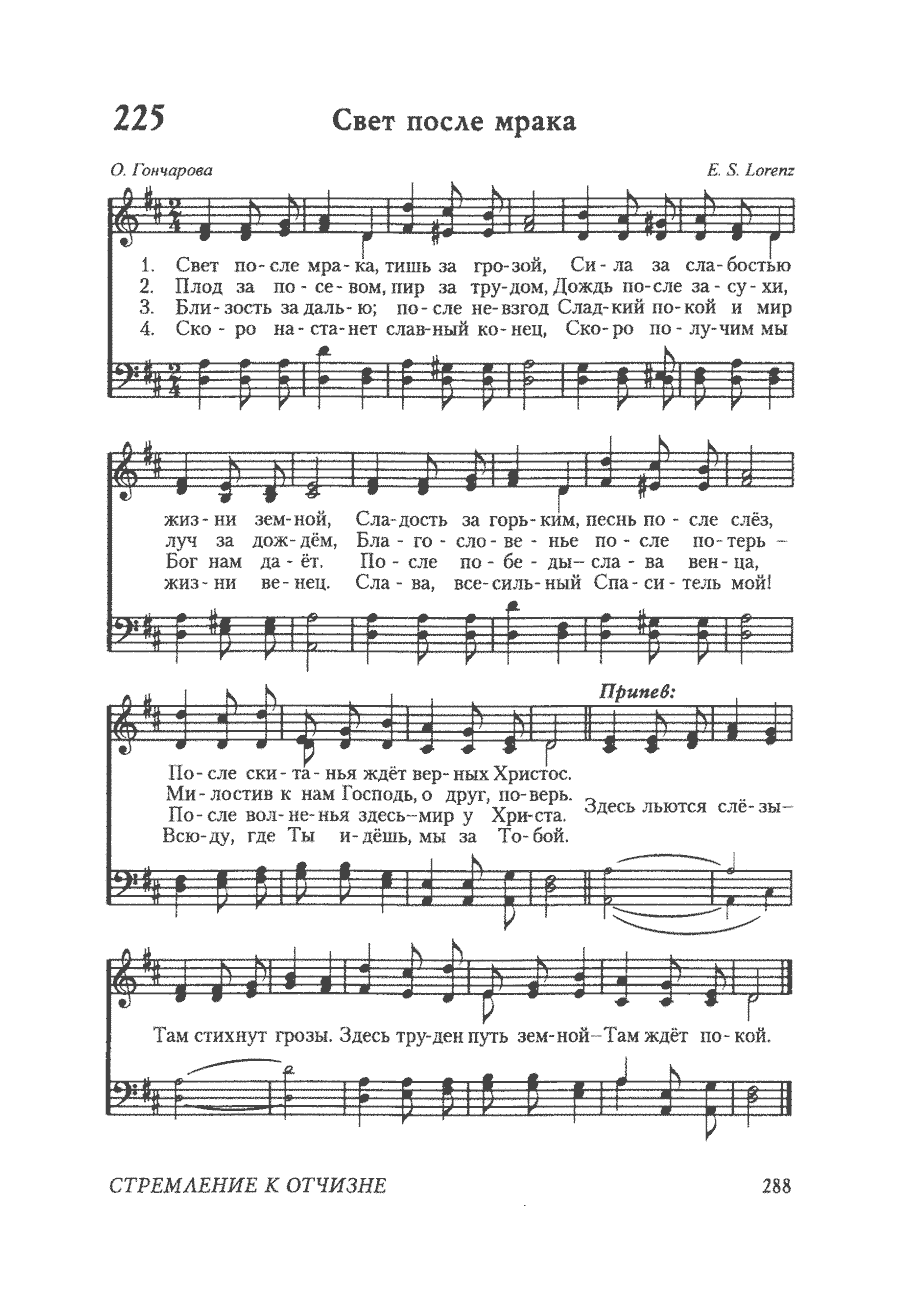 225
Свет после мрака
О. Гончарова
E. S. Lorenz
1. Свет по-сле мра-ка, тишь за гро-зой, Си-ла за сла-бостью
2. Плод за по-се-вом, пир за тру-дом, Дождь по-сле за-су-хи,
3. Бли-зость за даль-ю; по-сле не-взгод Слад-кий по-кой и мир
4. Ско-ро на-ста-нет слав-ный ко-нец, Ско-ро по-лу-чим мы
жиз-ни зем-ной, Сла-дость за горь-ким, песнь по-сле слёз,
луч за дож-дём, Бла-го-сло-ве-нье по-сле по-терь –
Бог нам да-ёт. По-сле по-бе-ды– сла-ва вен-ца,
жиз-ни ве-нец. Сла-ва, все-силь-ный Спа-си-тель мой!
Припев:
По-сле ски-та-нья ждёт вер-ных Христос.
Ми-лостив к нам Господь, о друг, по-верь.
По-сле вол-не-нья здесь–мир у Хри-ста.
Всю-ду, где Ты и-дёшь, мы за То-бой.
Здесь льются слё-зы–
Там стихнут грозы. Здесь тру-ден путь зем-ной–Там ждёт по-кой.
СТРЕМЛЕНИЕ К ОТЧИЗНЕ
288